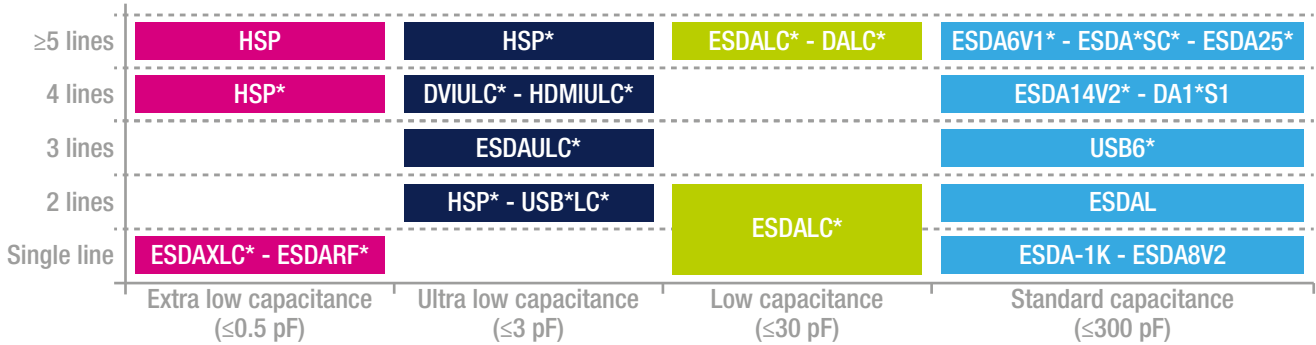 ≥5 lines HSP HSP* ESDALC* - DALC* ESDA6V1* - ESDA*SC* - ESDA25*
4 lines HSP* DVIULC* - HDMIULC* ESDA14V2* - DA1*S1
3 lines ESDAULC* USB6*
2 lines HSP* - USB*LC* ESDAL
ESDALC*
Single line ESDAXLC* - ESDARF* ESDA-1K - ESDA8V2
Extra low capacitance Ultra low capacitance Low capacitance Standard capacitance
(≤0.5 pF) (≤3 pF) (≤30 pF) (≤300 pF)